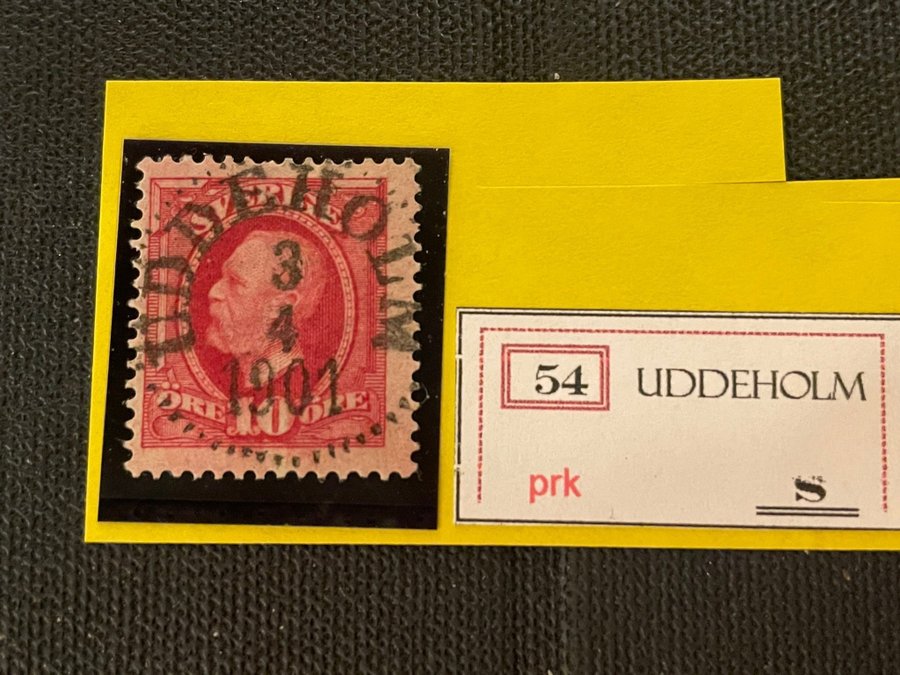 UDDEHOLM
SVERIGE
3
4
1901
ÖRE 10 ÖRE
54 UDDEHOLM
prk
S